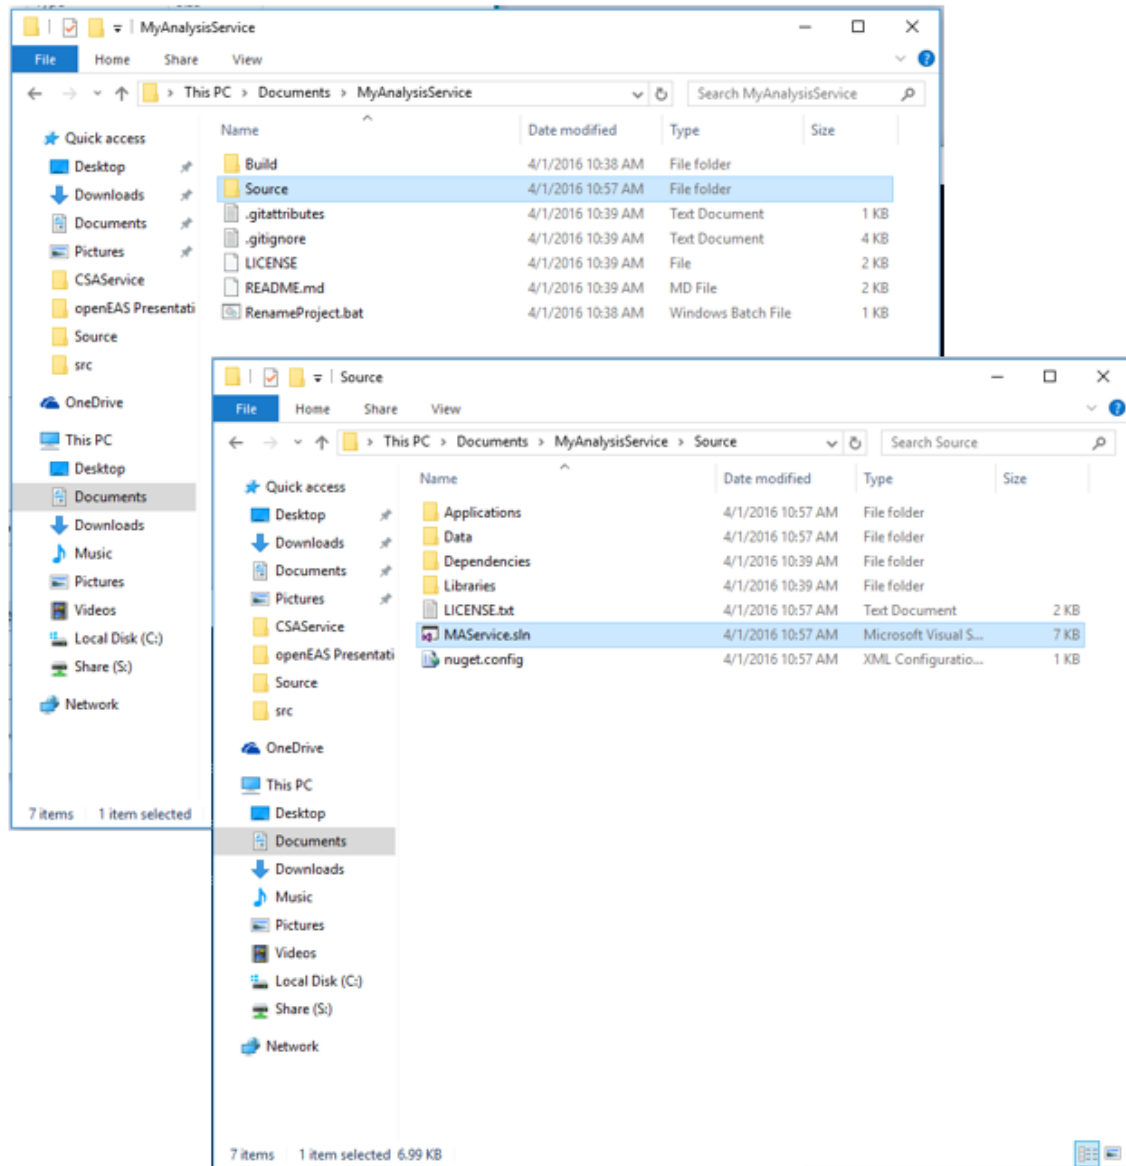 MyAnalysisService
File Home Share View
This PC > Documents > MyAnalysisService Search MyAnalysisService
Name Date modified Type Size
Quick access
Desktop
Downloads
Documents
Pictures
CSAService
openEAS Presentati
Source
src
OneDrive
This PC
Desktop
Documents
Downloads
Music
Pictures
Videos
Local Disk (C:)
Share (S:)
Network
Build 4/1/2016 10:38 AM File folder
Source 4/1/2016 10:57 AM File folder
.gitattributes 4/1/2016 10:39 AM Text Document 1 KB
.gitignore 4/1/2016 10:39 AM Text Document 4 KB
LICENSE 4/1/2016 10:39 AM File 2 KB
README.md 4/1/2016 10:39 AM MD File 2 KB
RenameProject.bat 4/1/2016 10:38 AM Windows Batch File 1 KB
7 items 1 item selected
Source
File Home Share View
This PC > Documents > MyAnalysisService > Source Search Source
Name Date modified Type Size
Quick access
Desktop
Downloads
Documents
Pictures
CSAService
openEAS Presentati
Source
src
OneDrive
This PC
Desktop
Documents
Downloads
Music
Pictures
Videos
Local Disk (C:)
Share (S:)
Network
Applications 4/1/2016 10:57 AM File folder
Data 4/1/2016 10:57 AM File folder
Dependencies 4/1/2016 10:39 AM File folder
Libraries 4/1/2016 10:39 AM File folder
LICENSE.txt 4/1/2016 10:57 AM Text Document 2 KB
MAService.sln 4/1/2016 10:57 AM Microsoft Visual S... 7 KB
nuget.config 4/1/2016 10:57 AM XML Configuratio... 1 KB
7 items 1 item selected 6.99 KB